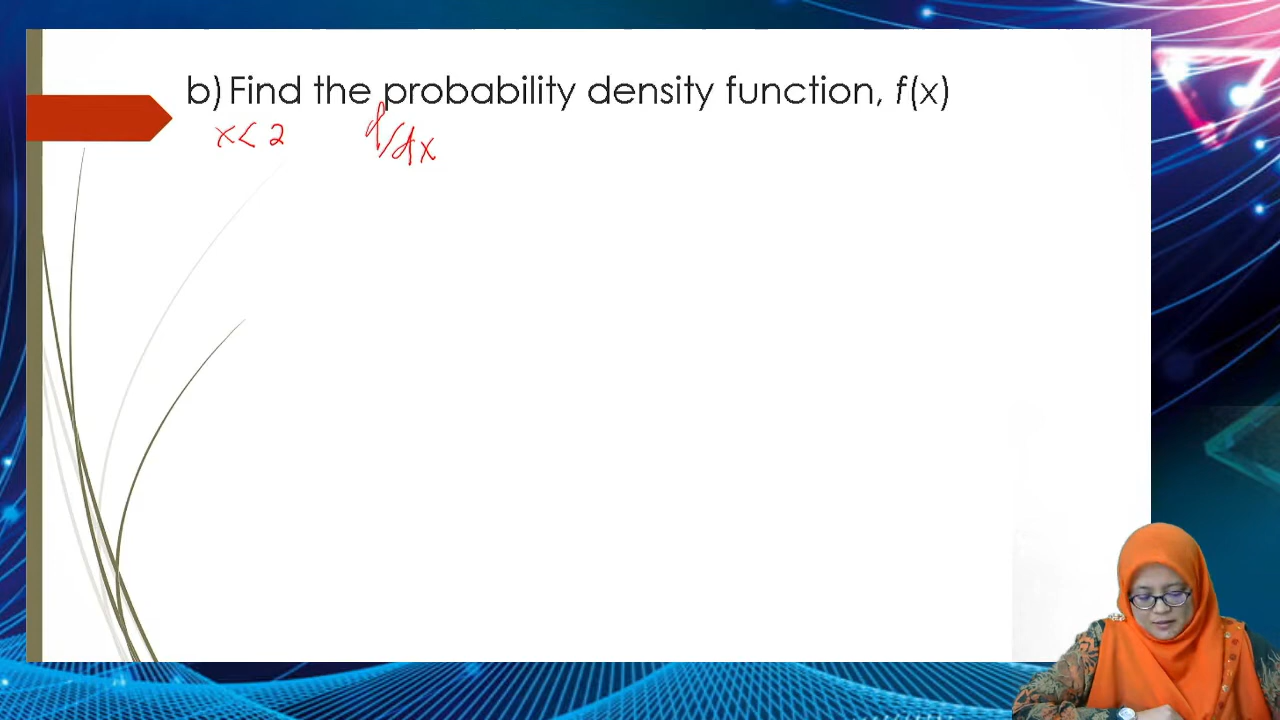 b) Find the probability density function, f(x)
x < 2 d/dx